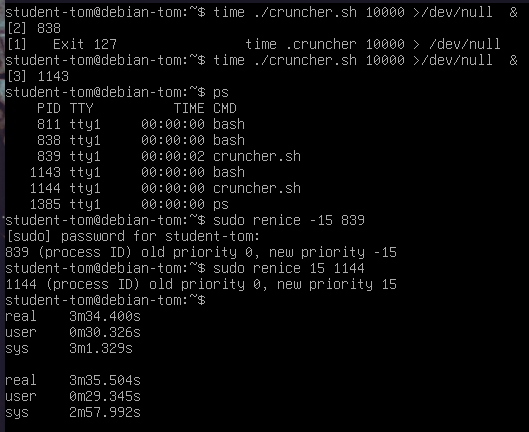 student-tom@debian-tom:~$ time ./cruncher.sh 10000 >/dev/null  &
[2] 838
[1]   Exit 127                time .cruncher 10000 > /dev/null
student-tom@debian-tom:~$ time ./cruncher.sh 10000 >/dev/null  &
[3] 1143
student-tom@debian-tom:~$ ps
    PID TTY          TIME CMD
    811 tty1     00:00:00 bash
    838 tty1     00:00:00 bash
    839 tty1     00:00:02 cruncher.sh
   1143 tty1     00:00:00 bash
   1144 tty1     00:00:00 cruncher.sh
   1385 tty1     00:00:00 ps
student-tom@debian-tom:~$ sudo renice -15 839
[sudo] password for student-tom:
839 (process ID) old priority 0, new priority -15
student-tom@debian-tom:~$ sudo renice 15 1144
1144 (process ID) old priority 0, new priority 15
student-tom@debian-tom:~$
real    3m34.400s
user    0m30.326s
sys     3m1.329s

real    3m35.504s
user    0m29.345s
sys     2m57.992s